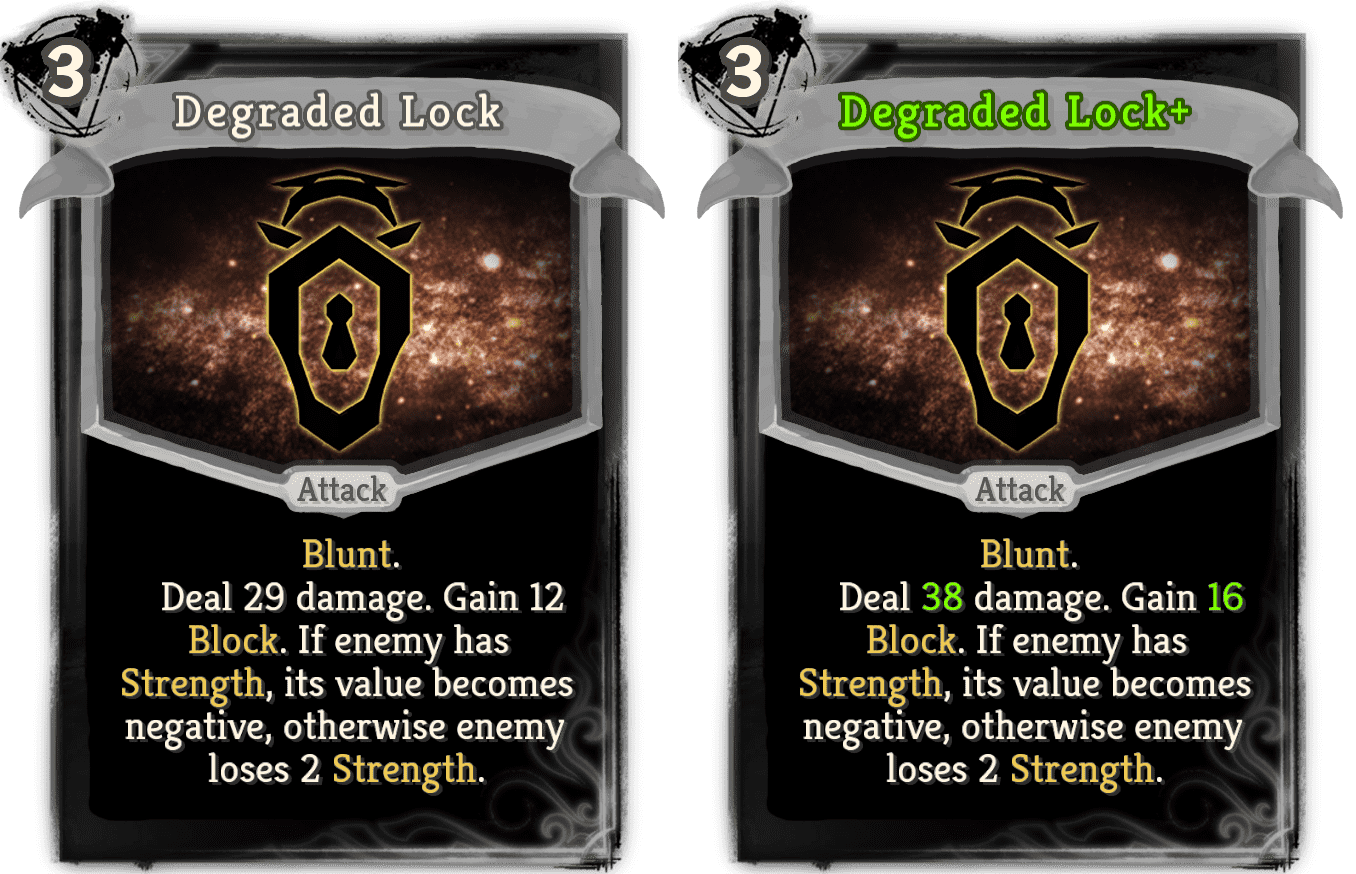 3
Degraded Lock
Attack
Blunt.
Deal 29 damage. Gain 12
Block. If enemy has
Strength, its value becomes
negative, otherwise enemy
loses 2 Strength.
3
Degraded Lock+
Attack
Blunt.
Deal 38 damage. Gain 16
Block. If enemy has
Strength, its value becomes
negative, otherwise enemy
loses 2 Strength.